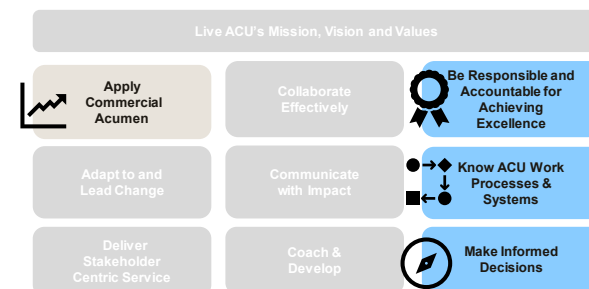 Live ACU's Mission, Vision and Values
Apply
Commercial
Acumen
Collaborate
Effectively
Be Responsible and
Accountable for
Achieving
Excellence
Adapt to and
Lead Change
Communicate
with Impact
Know ACU Work
Processes &
Systems
Deliver
Stakeholder
Centric Service
Coach &
Develop
Make Informed
Decisions